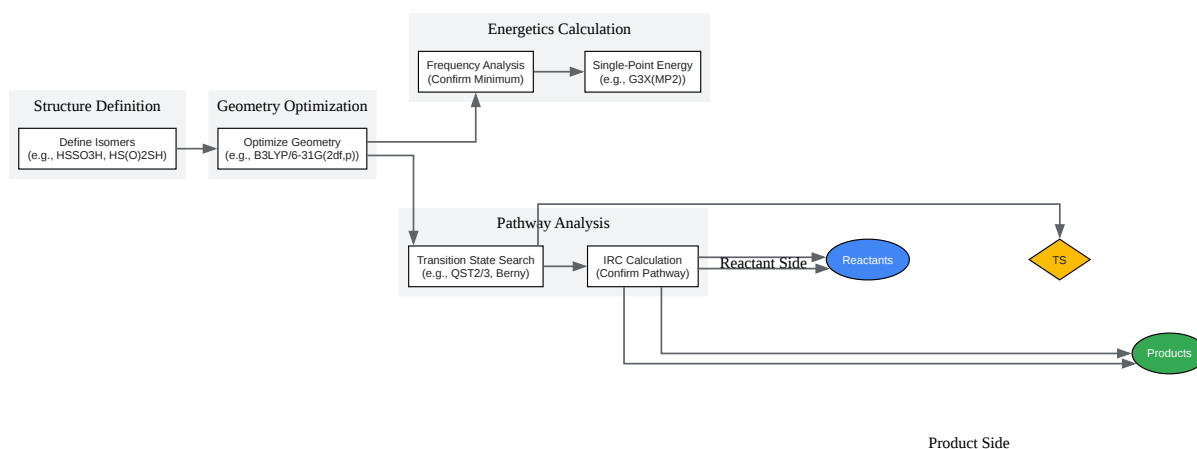 Energetics Calculation
Frequency Analysis
(Confirm Minimum)
Single-Point Energy
(e.g., G3X(MP2))
Structure Definition
Define Isomers
(e.g., HSSO3H, HS(O)2SH)
Geometry Optimization
Optimize Geometry
(e.g., B3LYP/6-31G(2df,p))
Pathway Analysis
Transition State Search
(e.g., QST2/3, Berny)
IRC Calculation
(Confirm Pathway)
Reactant Side
Reactants
TS
Products
Product Side